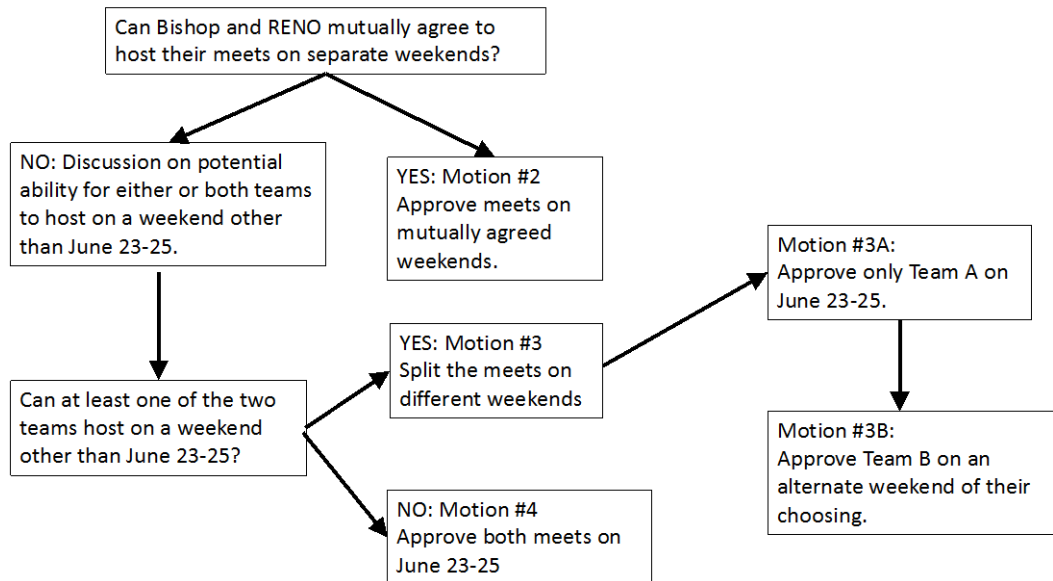 Can Bishop and RENO mutually agree to
host their meets on separate weekends?
NO: Discussion on potential
ability for either or both teams
to host on a weekend other
than June 23-25.
YES: Motion #2
Approve meets on
mutually agreed
weekends.
Motion #3A:
Approve only Team A on
June 23-25.
YES: Motion #3
Split the meets on
different weekends
Can at least one of the two
teams host on a weekend
other than June 23-25?
Motion #3B:
Approve Team B on an
alternate weekend of their
choosing.
NO: Motion #4
Approve both meets on
June 23-25